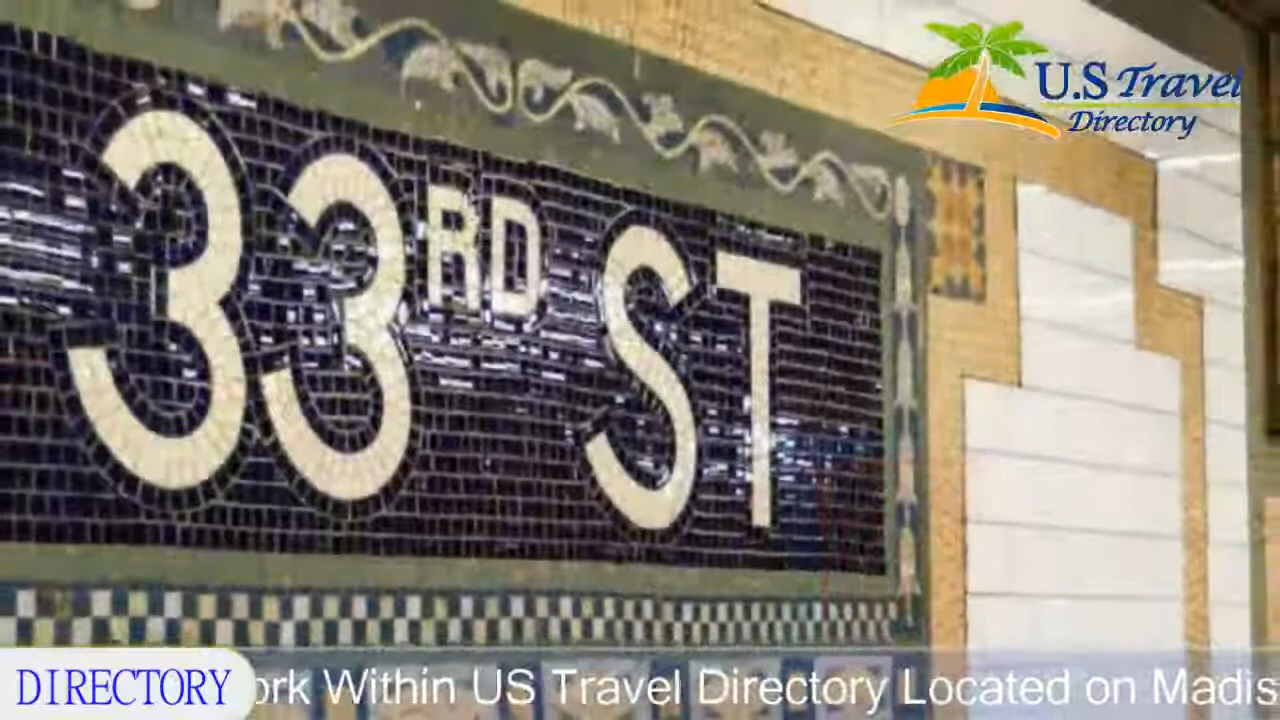 U.S Travel
Directory
33RD ST
DIRECTORY
ork Within US Travel Directory Located on Madis